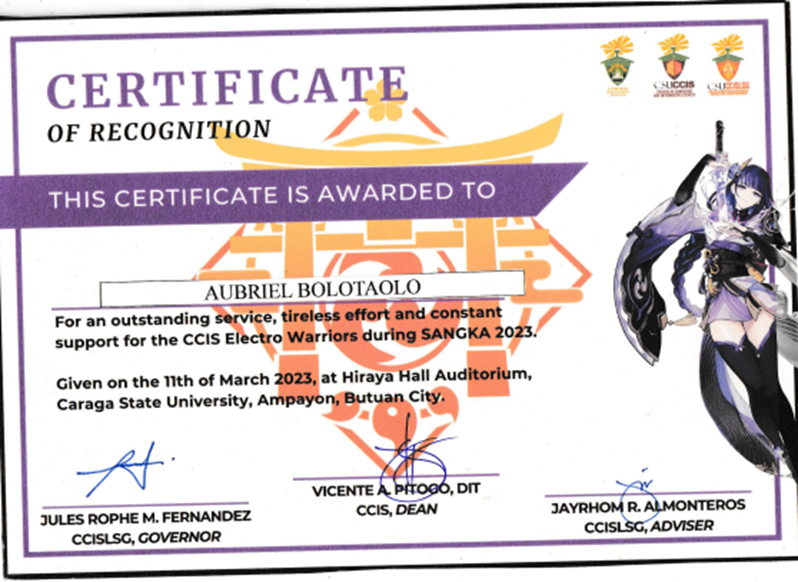 CERTIFICATE
OF RECOGNITION
CSUCCIS
THIS CERTIFICATE IS AWARDED TO
AUBRIEL BOLOTAOLO
For an outstanding service, tireless effort and constant
support for the CCIS Electro Warriors during SANGKA 2023.
Given on the 11th of March 2023, at Hiraya Hall Auditorium,
Caraga State University, Ampayon, Butuan City.
JULES ROPHE M. FERNANDEZ
CCISLSG, GOVERNOR
VICENTE A. PITOGO, DIT
CCIS, DEAN
JAYRHOM R. ALMONTEROS
CCISLSG, ADVISER